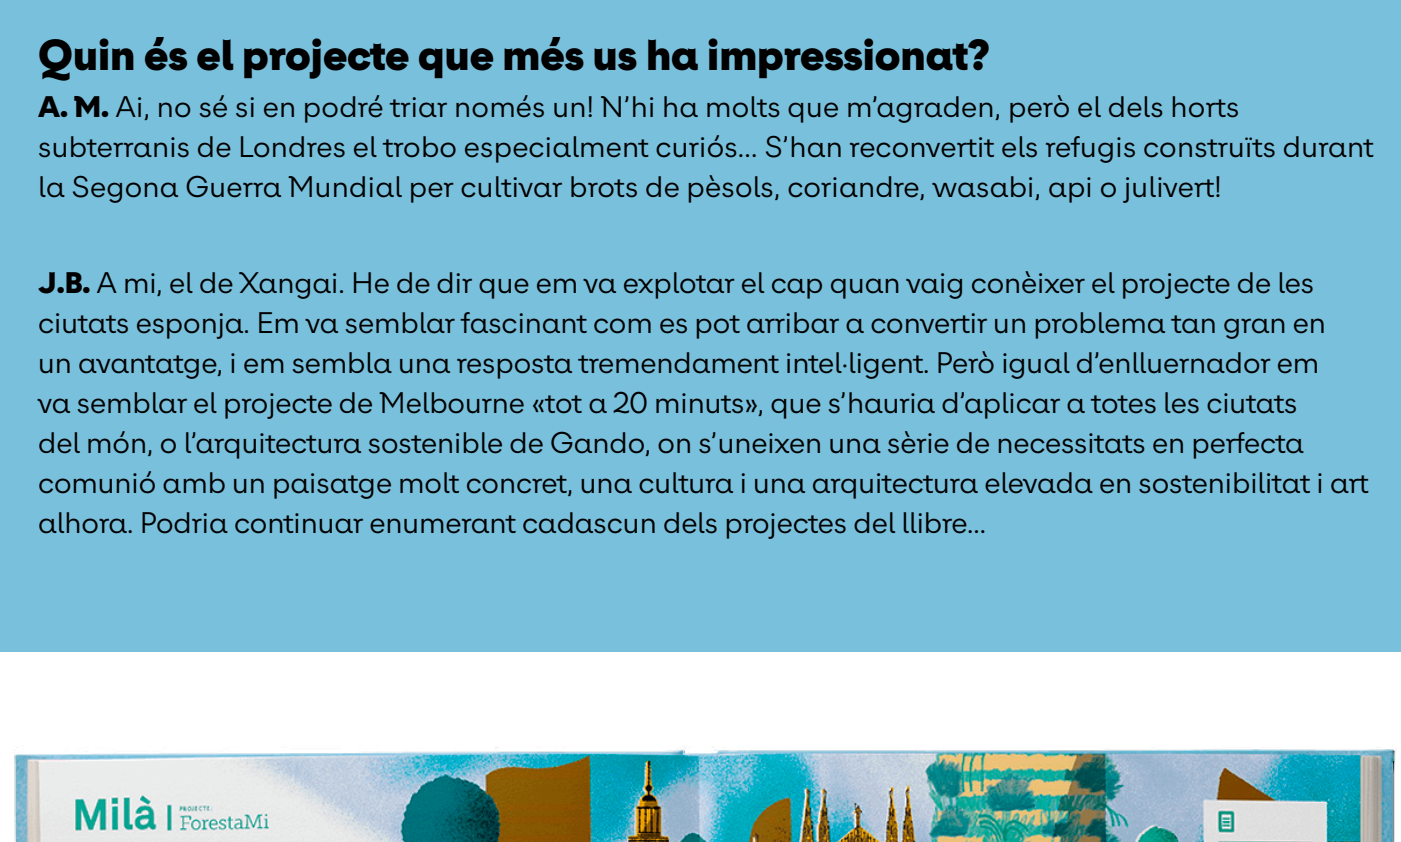 Quin és el projecte que més us ha impressionat?
A. M. Ai, no sé si en podré triar només un! N’hi ha molts que m’agraden, però el dels horts
subterranis de Londres el trobo especialment curiós... S’han reconvertit els refugis construïts durant
la Segona Guerra Mundial per cultivar brots de pèsols, coriandre, wasabi, api o julivert!
J.B. A mi, el de Xangai. He de dir que em va explotar el cap quan vaig conèixer el projecte de les
ciutats esponja. Em va semblar fascinant com es pot arribar a convertir un problema tan gran en
un avantatge, i em sembla una resposta tremendament intel·ligent. Però igual d’enlluernador em
va semblar el projecte de Melbourne «tot a 20 minuts», que s’hauria d’aplicar a totes les ciutats
del món, o l’arquitectura sostenible de Gando, on s’uneixen una sèrie de necessitats en perfecta
comunió amb un paisatge molt concret, una cultura i una arquitectura elevada en sostenibilitat i art
alhora. Podria continuar enumerant cadascun dels projectes del llibre...
Milà | PROJECTE:
ForestaMi